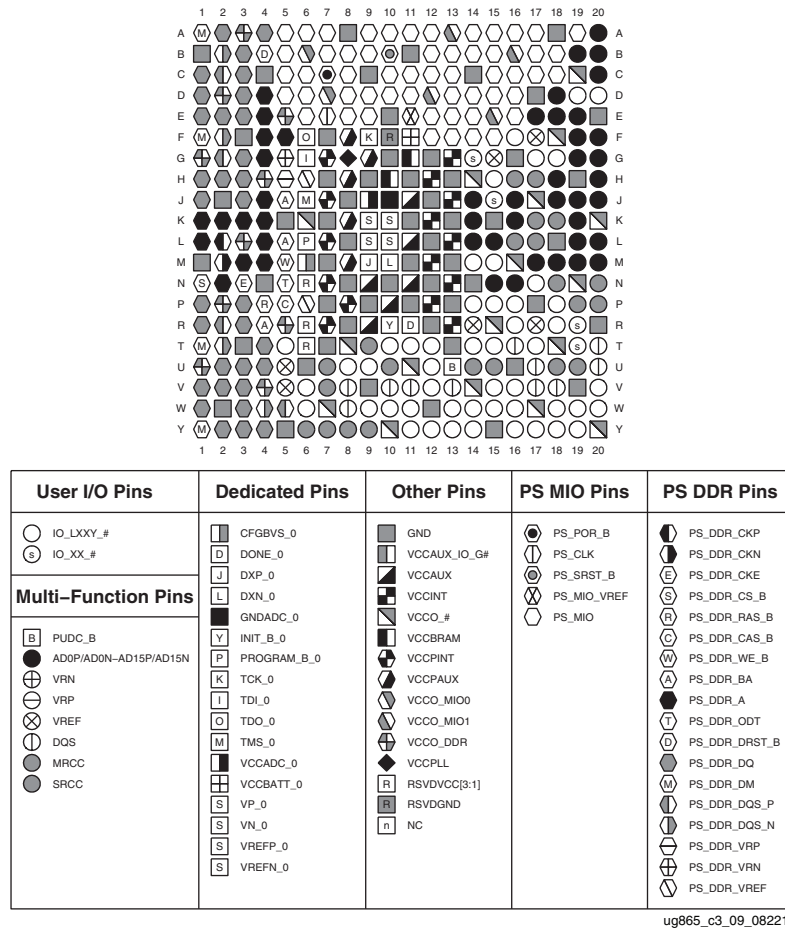 1 2 3 4 5 6 7 8 9 10 11 12 13 14 15 16 17 18 19 20
A M A
B D B
C C
D D
E E
F M O K R F
G I s G
H H
J A M s J
K S S K
L A P S S L
M W J L M
N S E T R N
P R C P
R A R Y D s R
T M R s T
U B U
V V
W W
Y M Y
1 2 3 4 5 6 7 8 9 10 11 12 13 14 15 16 17 18 19 20
User I/O Pins
IO_LXXY_#
s IO_XX_#
Multi–Function Pins
B PUDC_B
AD0P/AD0N–AD15P/AD15N
VRN
VRP
VREF
DQS
MRCC
SRCC
Dedicated Pins
CFGBVS_0
D DONE_0
J DXP_0
L DXN_0
GNDADC_0
Y INIT_B_0
P PROGRAM_B_0
K TCK_0
I TDI_0
O TDO_0
M TMS_0
VCCADC_0
VCCBATT_0
S VP_0
S VN_0
S VREFP_0
S VREFN_0
Other Pins
GND
VCCAUX_IO_G#
VCCAUX
VCCINT
VCCO_#
VCCBRAM
VCCPINT
VCCPAUX
VCCO_MIO0
VCCO_MIO1
VCCO_DDR
VCCPLL
R RSVDVCC[3:1]
R RSVDGND
n NC
PS MIO Pins
PS_POR_B
PS_CLK
PS_SRST_B
PS_MIO_VREF
PS_MIO
PS DDR Pins
PS_DDR_CKP
PS_DDR_CKN
E PS_DDR_CKE
S PS_DDR_CS_B
R PS_DDR_RAS_B
C PS_DDR_CAS_B
W PS_DDR_WE_B
A PS_DDR_BA
PS_DDR_A
T PS_DDR_ODT
D PS_DDR_DRST_B
PS_DDR_DQ
M PS_DDR_DM
PS_DDR_DQS_P
PS_DDR_DQS_N
PS_DDR_VRP
PS_DDR_VRN
PS_DDR_VREF
ug865_c3_09_08221